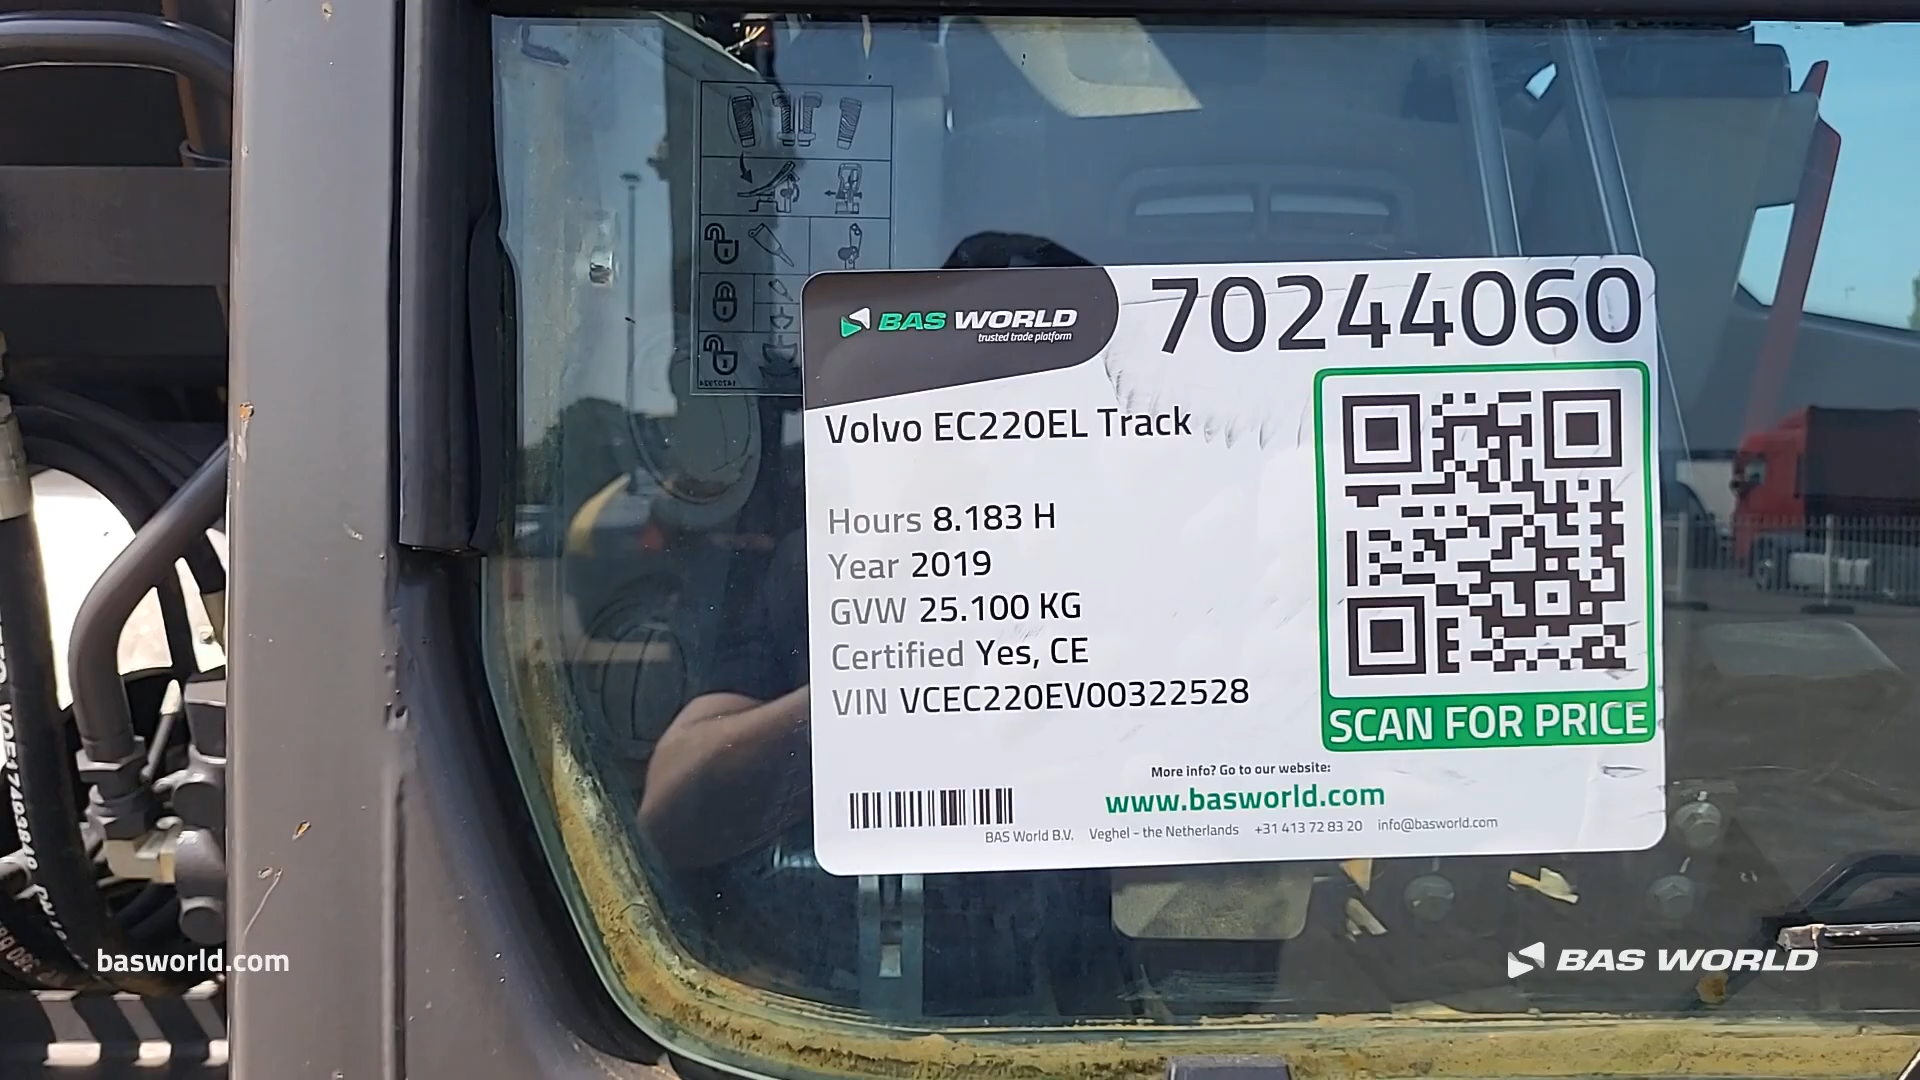 70244060
BAS WORLD
trusted trade platform
Volvo EC220EL Track
Hours 8.183 H
Year 2019
GVW 25.100 KG
Certified Yes, CE
VIN VCEC220EV00322528
SCAN FOR PRICE
More info? Go to our website:
www.basworld.com
BAS World B.V. Veghel - the Netherlands +31 413 72 83 20 info@basworld.com
basworld.com
BAS WORLD